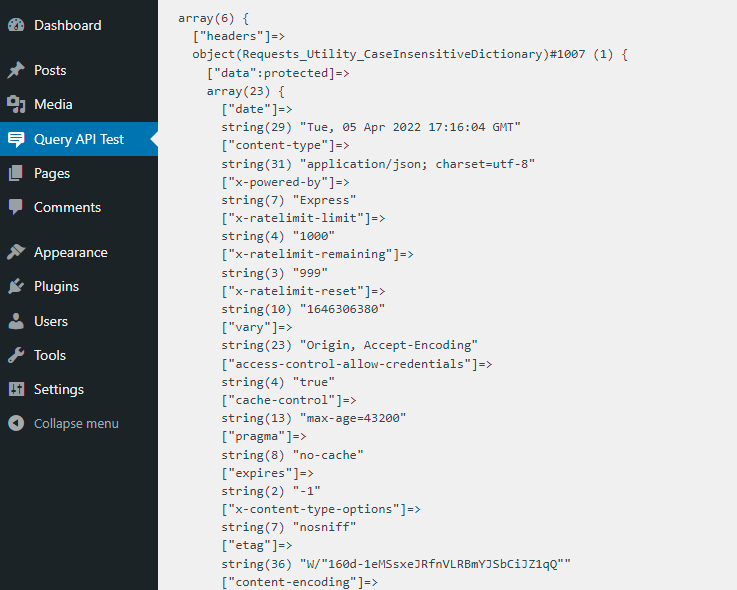 Dashboard
Posts
Media
Query API Test
Pages
Comments
Appearance
Plugins
Users
Tools
Settings
Collapse menu
array(6) {
["headers"]=>
object(Requests_Utility_CaseInsensitiveDictionary)#1007 (1) {
["data":protected]=>
array(23) {
["date"]=>
string(29) "Tue, 05 Apr 2022 17:16:04 GMT"
["content-type"]=>
string(31) "application/json; charset=utf-8"
["x-powered-by"]=>
string(7) "Express"
["x-ratelimit-limit"]=>
string(4) "1000"
["x-ratelimit-remaining"]=>
string(3) "999"
["x-ratelimit-reset"]=>
string(10) "1646306380"
["vary"]=>
string(23) "Origin, Accept-Encoding"
["access-control-allow-credentials"]=>
string(4) "true"
["cache-control"]=>
string(13) "max-age=43200"
["pragma"]=>
string(8) "no-cache"
["expires"]=>
string(2) "-1"
["x-content-type-options"]=>
string(7) "nosniff"
["etag"]=>
string(36) "W/"160d-1eMSsxeJRfnVLRBmYJSbCiJZ1qQ""
["content-encoding"]=>